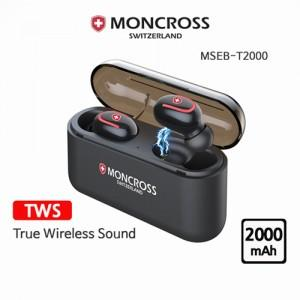 MONCROSS
SWITZERLAND
MSEB-T2000
MONCROSS
SWITZERLAND
TWS
True Wireless Sound
2000
mAh